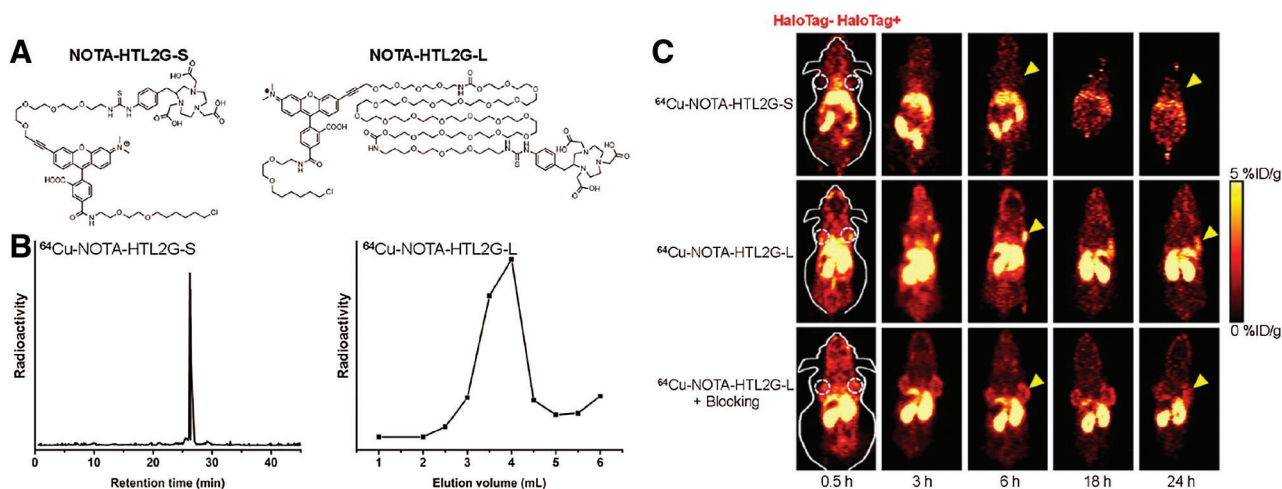 A
NOTA-HTL2G-S
NOTA-HTL2G-L
B
⁶⁴Cu-NOTA-HTL2G-S
Radioactivity
0 10 20 30 40
Retention time (min)
⁶⁴Cu-NOTA-HTL2G-L
Radioactivity
1 2 3 4 5 6
Elution volume (mL)
C
HaloTag- HaloTag+
⁶⁴Cu-NOTA-HTL2G-S
⁶⁴Cu-NOTA-HTL2G-L
⁶⁴Cu-NOTA-HTL2G-L
+ Blocking
0.5 h 3 h 6 h 18 h 24 h
5 %ID/g
0 %ID/g